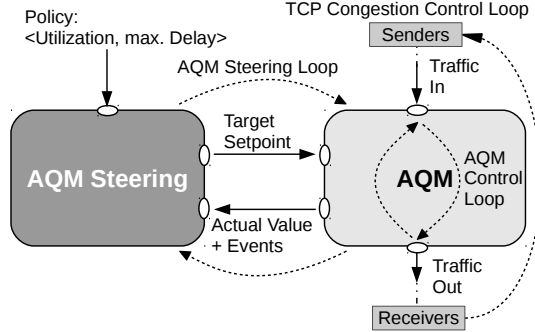 Policy:
<Utilization, max. Delay>
TCP Congestion Control Loop
Senders
AQM Steering Loop
Traffic
In
Target
Setpoint
AQM Steering
AQM
AQM
Control
Loop
Actual Value
+ Events
Traffic
Out
Receivers